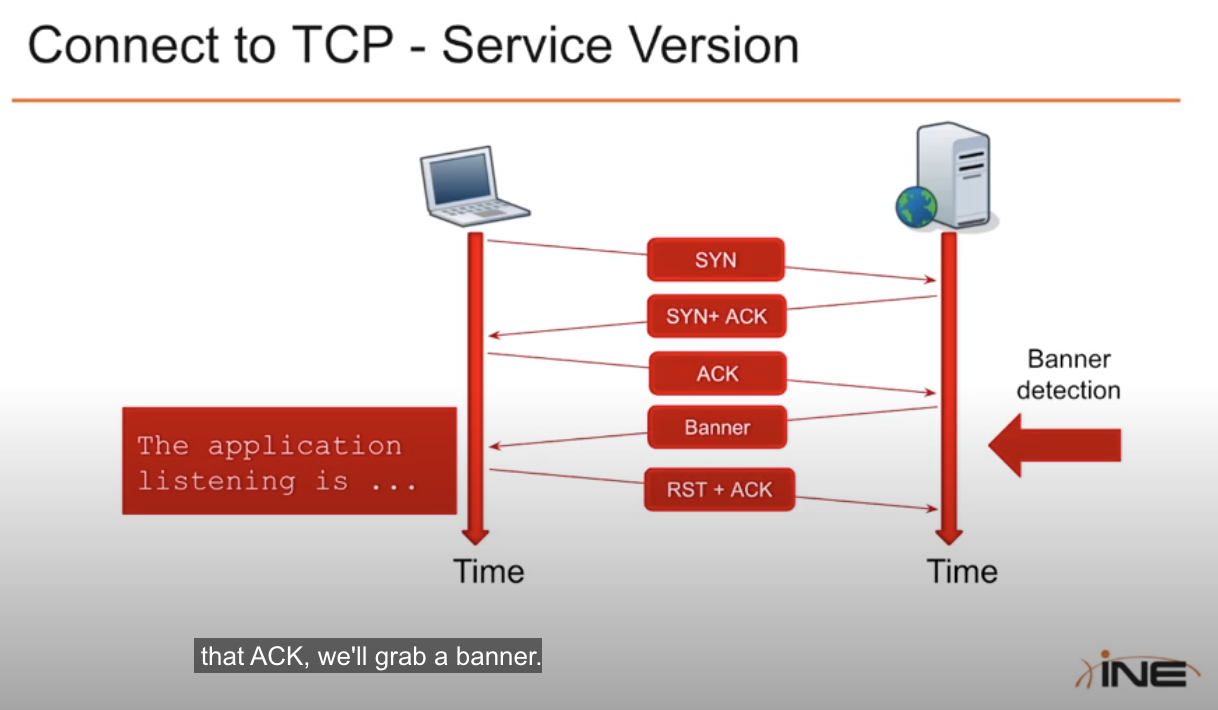 Connect to TCP - Service Version
SYN
SYN+ ACK
ACK
Banner
detection
Banner
The application
listening is ...
RST + ACK
Time
Time
that ACK, we'll grab a banner.
INE